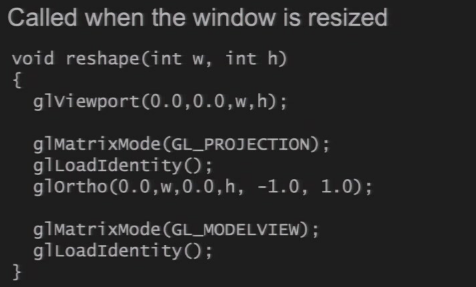 Called when the window is resized
void reshape(int w, int h)
{
  glViewport(0.0,0.0,w,h);

  glMatrixMode(GL_PROJECTION);
  glLoadIdentity();
  glOrtho(0.0,w,0.0,h, -1.0, 1.0);

  glMatrixMode(GL_MODELVIEW);
  glLoadIdentity();
}